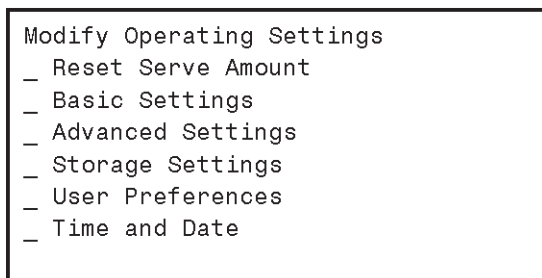 Modify Operating Settings
_ Reset Serve Amount
_ Basic Settings
_ Advanced Settings
_ Storage Settings
_ User Preferences
_ Time and Date